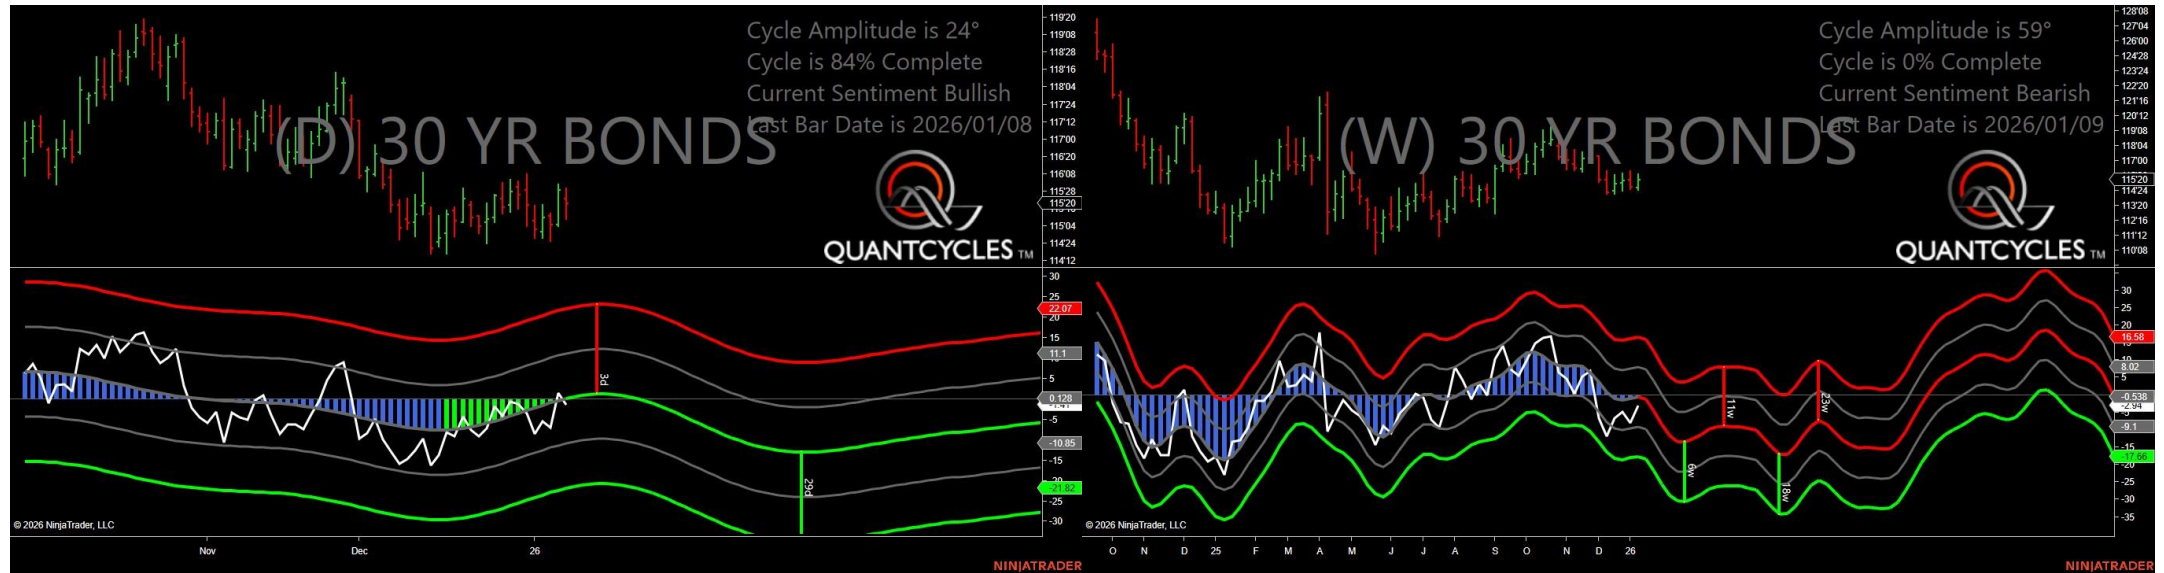 Cycle Amplitude is 24°
Cycle is 84% Complete
Current Sentiment Bullish
Last Bar Date is 2026/01/08
(D) 30 YR BONDS
QUANTCYCLES TM
119'20
119'08
118'28
118'16
118'04
117'24
117'12
117'00
116'20
116'08
115'28
115'20
115'04
114'24
114'12
30
25
22.07
20
15
11.1
5
0.128
-5
-10.85
-15
-21.82
-25
-30
3d
29d
© 2026 NinjaTrader, LLC
Nov
Dec
26
NINJATRADER
Cycle Amplitude is 59°
Cycle is 0% Complete
Current Sentiment Bearish
Last Bar Date is 2026/01/09
(W) 30 YR BONDS
QUANTCYCLES TM
128'08
127'04
126'00
124'28
123'24
122'20
121'16
120'12
119'08
118'04
117'00
115'20
114'24
113'20
112'16
111'12
110'08
30
25
20
16.58
8.02
5
-0.538
-2.94
-9.1
-15
-17.66
-20
-25
-30
-35
6w
11w
18w
23w
© 2026 NinjaTrader, LLC
O
N
D
25
F
M
A
M
J
J
A
S
O
N
D
26
NINJATRADER